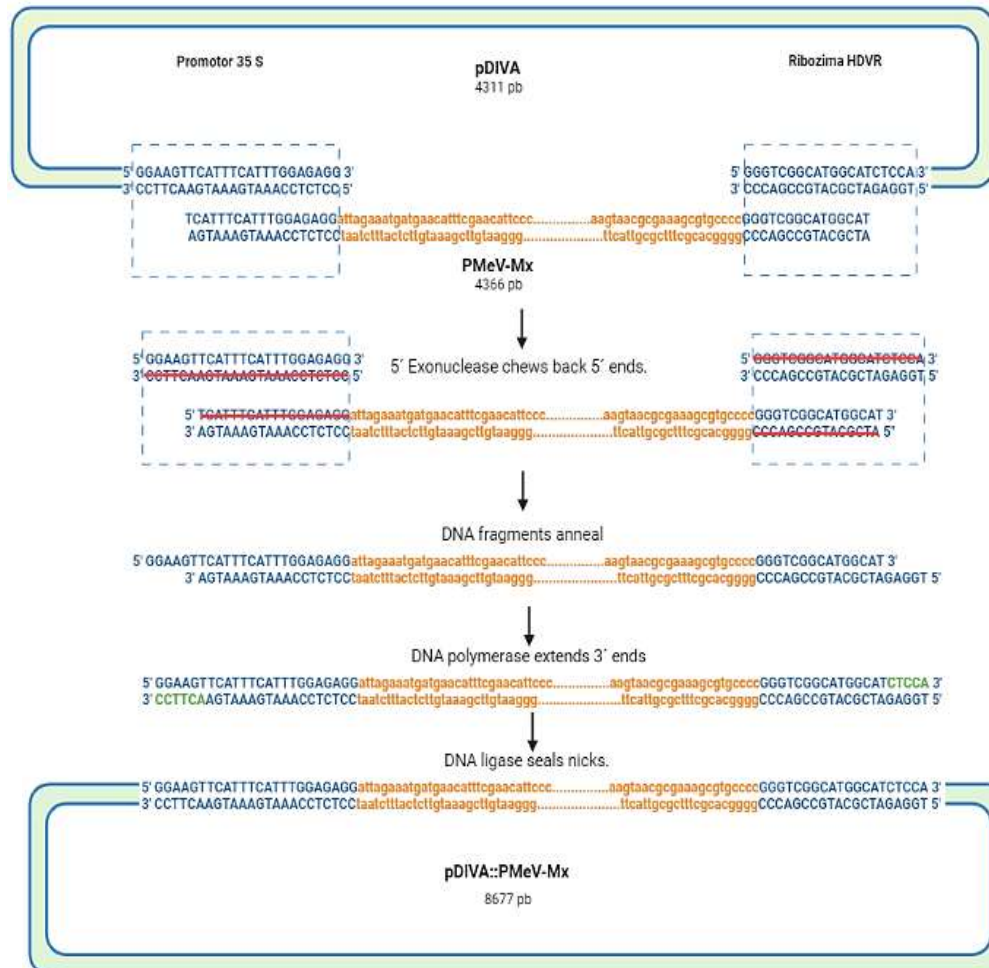 Promotor 35 S
pDIVA
4311 pb
Ribozima HDVR
5' GGAAGTTCATTTCATTTGGAGAGG 3'
3' CCTTCAAGTAAAGTAAACCTCTCC 5'
5' GGGTCGGCATGGCATCTCCA 3'
3' CCCAGCCGTACGCTAGAGGT 5'
TCATTTCATTTGGAGAGGattagaaatgatgaacatttcgaacattccc...............aagtaacgcgaaagcgtgccccGGGTCGGCATGGCAT
AGTAAAGTAAACCTCTCCtaatctttactcttgtaaagcttgtaaggg.....................ttcattgcgctttcgcacggggCCCAGCCGTACGCTA
PMeV-Mx
4366 pb
5' GGAAGTTCATTTCATTTGGAGAGG 3'
3' CCTTCAAGTAAAGTAAACCTCTCC 5'
5´ Exonuclease chews back 5´ ends.
5' GGGTCGGCATGGCATCTCCA 3'
3' CCCAGCCGTACGCTAGAGGT 5'
5' TCATTTCATTTGGAGAGGattagaaatgatgaacatttcgaacattccc...............aagtaacgcgaaagcgtgccccGGGTCGGCATGGCAT 3'
3' AGTAAAGTAAACCTCTCCtaatctttactcttgtaaagcttgtaaggg.....................ttcattgcgctttcgcacggggCCCAGCCGTACGCTA 5"
DNA fragments anneal
5' GGAAGTTCATTTCATTTGGAGAGGattagaaatgatgaacatttcgaacattccc...............aagtaacgcgaaagcgtgccccGGGTCGGCATGGCAT 3'
3' AGTAAAGTAAACCTCTCCtaatctttactcttgtaaagcttgtaaggg.....................ttcattgcgctttcgcacggggCCCAGCCGTACGCTAGAGGT 5'
DNA polymerase extends 3´ ends
5' GGAAGTTCATTTCATTTGGAGAGGattagaaatgatgaacatttcgaacattccc...............aagtaacgcgaaagcgtgccccGGGTCGGCATGGCATCTCCA 3'
3' CCTTCAAGTAAAGTAAACCTCTCCtaatctttactcttgtaaagcttgtaaggg.....................ttcattgcgctttcgcacggggCCCAGCCGTACGCTAGAGGT 5'
DNA ligase seals nicks.
5' GGAAGTTCATTTCATTTGGAGAGGattagaaatgatgaacatttcgaacattccc...............aagtaacgcgaaagcgtgccccGGGTCGGCATGGCATCTCCA 3'
3' CCTTCAAGTAAAGTAAACCTCTCCtaatctttactcttgtaaagcttgtaaggg.....................ttcattgcgctttcgcacggggCCCAGCCGTACGCTAGAGGT 5'
pDIVA::PMeV-Mx
8677 pb